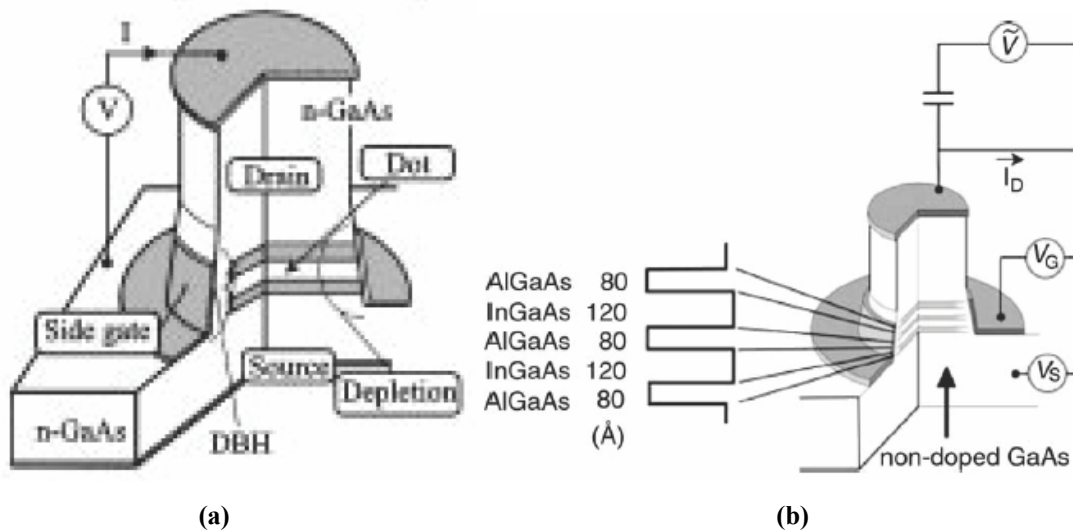 I
V
n-GaAs
Dot
Drain
Side gate
Source
Depletion
n-GaAs
DBH
(a)
Ṽ
I_D
V_G
V_S
AlGaAs 80
InGaAs 120
AlGaAs 80
InGaAs 120
AlGaAs 80
(Å)
non-doped GaAs
(b)